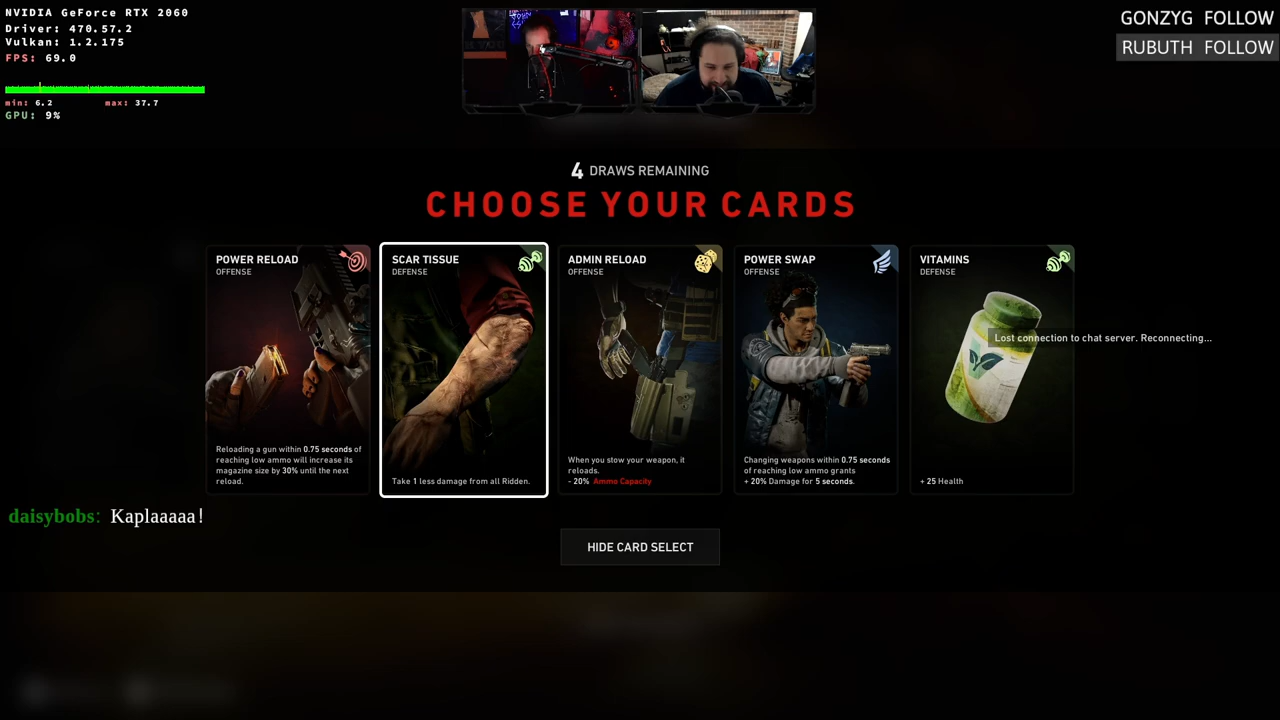 NVIDIA GeForce RTX 2060
Driver: 470.57.2
Vulkan: 1.2.175
FPS: 69.0
min: 6.2 max: 37.7
GPU: 9%
GONZYG FOLLOW
RUBUTH FOLLOW
4 DRAWS REMAINING
CHOOSE YOUR CARDS
POWER RELOAD
OFFENSE
Reloading a gun within 0.75 seconds of
reaching low ammo will increase its
magazine size by 30% until the next
reload.
SCAR TISSUE
DEFENSE
Take 1 less damage from all Ridden.
ADMIN RELOAD
OFFENSE
When you stow your weapon, it
reloads.
- 20% Ammo Capacity
POWER SWAP
OFFENSE
Changing weapons within 0.75 seconds
of reaching low ammo grants
+ 20% Damage for 5 seconds.
VITAMINS
DEFENSE
+ 25 Health
Lost connection to chat server. Reconnecting...
daisybobs: Kaplaaaaa!
HIDE CARD SELECT